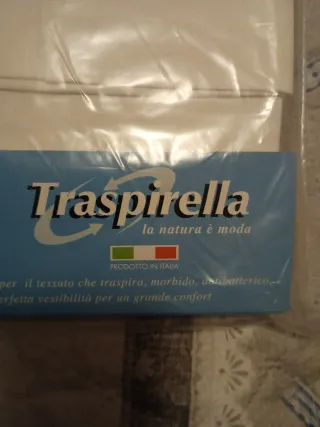 Traspirella
la natura è moda
PRODOTTO IN ITALIA
per il tessuto che traspira, morbido, antibatterico,
perfetta vestibilità per un grande confort